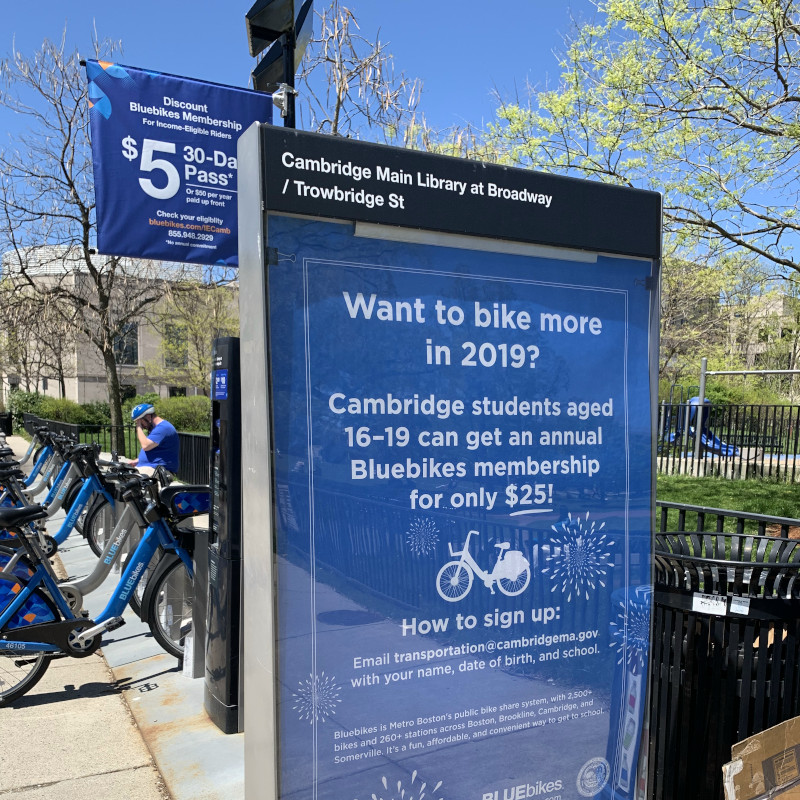 Discount
Bluebikes Membership
For Income-Eligible Riders
$5 30-Da
Pass*
Or $50 per year
paid up front
Check your eligiblity
bluebikes.com/IECamb
855.948.2929
*No annual commitment
Cambridge Main Library at Broadway
/ Trowbridge St
Want to bike more
in 2019?
Cambridge students aged
16–19 can get an annual
Bluebikes membership
for only $25!
How to sign up:
Email transportation@cambridgema.gov
with your name, date of birth, and school.
Bluebikes is Metro Boston's public bike share system, with 2,500+
bikes and 260+ stations across Boston, Brookline, Cambridge, and
Somerville. It's a fun, affordable, and convenient way to get to school.
BLUEbikes
BLUEbikes
BLUEbikes
46105